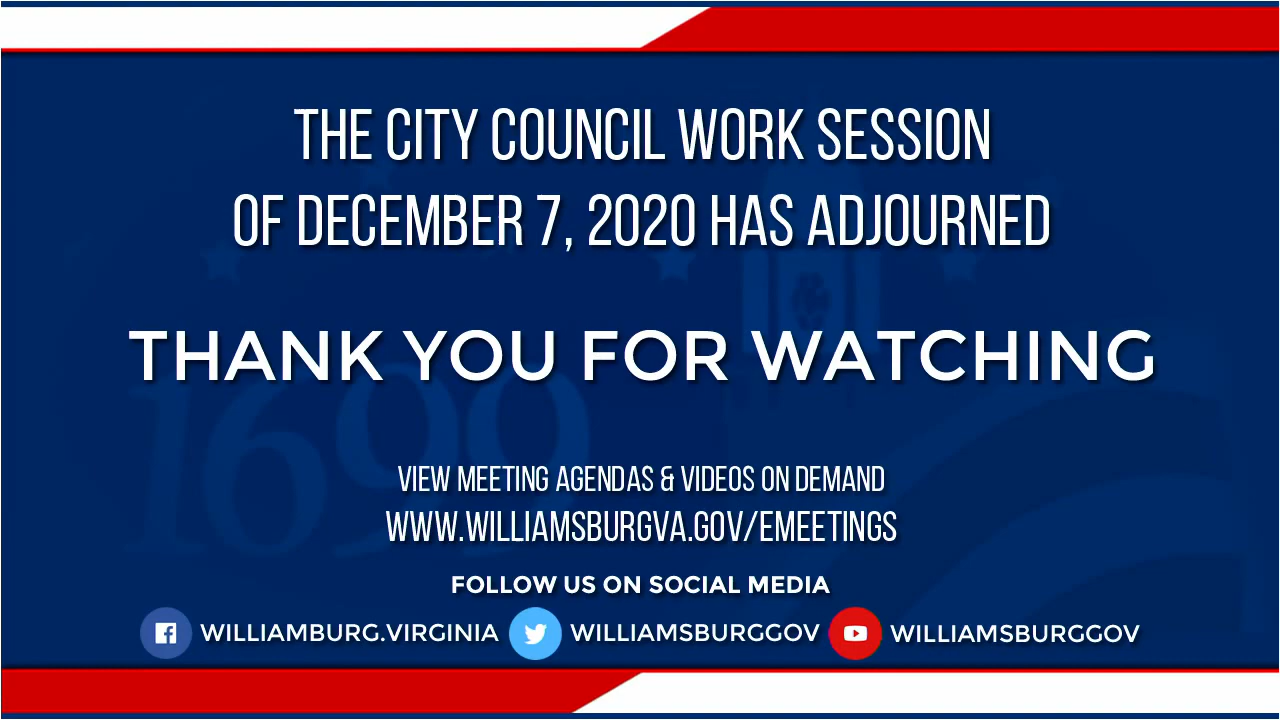 THE CITY COUNCIL WORK SESSION
OF DECEMBER 7, 2020 HAS ADJOURNED
THANK YOU FOR WATCHING
1699
VIEW MEETING AGENDAS & VIDEOS ON DEMAND
WWW.WILLIAMSBURGVA.GOV/EMEETINGS
FOLLOW US ON SOCIAL MEDIA
WILLIAMBURG.VIRGINIA WILLIAMSBURGGOV WILLIAMSBURGGOV